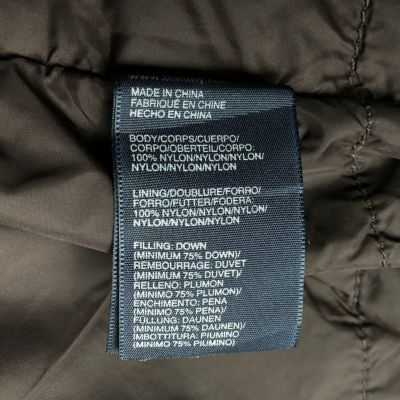 MADE IN CHINA
FABRIQUÉ EN CHINE
HECHO EN CHINA
BODY/CORPS/CUERPO/
CORPO/OBERTEIL/CORPO:
100% NYLON/NYLON/NYLON/
NYLON/NYLON/NYLON
LINING/DOUBLURE/FORRO/
FORRO/FUTTER/FODERA:
100% NYLON/NYLON/NYLON/
NYLON/NYLON/NYLON
FILLING: DOWN
(MINIMUM 75% DOWN)/
REMBOURRAGE: DUVET
(MINIMUM 75% DUVET)/
RELLENO: PLUMON
(MINIMO 75% PLUMON)/
ENCHIMENTO: PENA
(MINIMO 75% PENA)/
FÜLLUNG: DAUNEN
(MINIMUM 75% DAUNEN)/
IMBOTTITURA: PIUMINO
(MINIMO 75% PIUMINO)